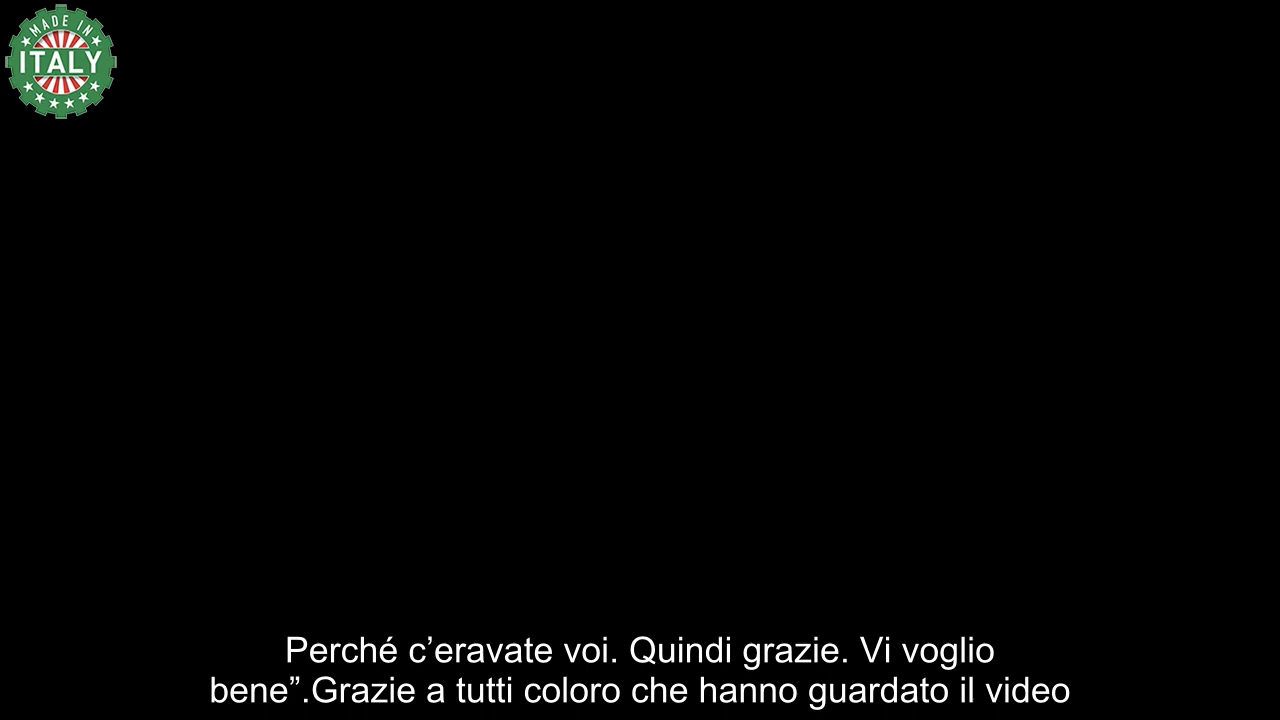 MADE IN
ITALY
Perché c’eravate voi. Quindi grazie. Vi voglio
bene”.Grazie a tutti coloro che hanno guardato il video